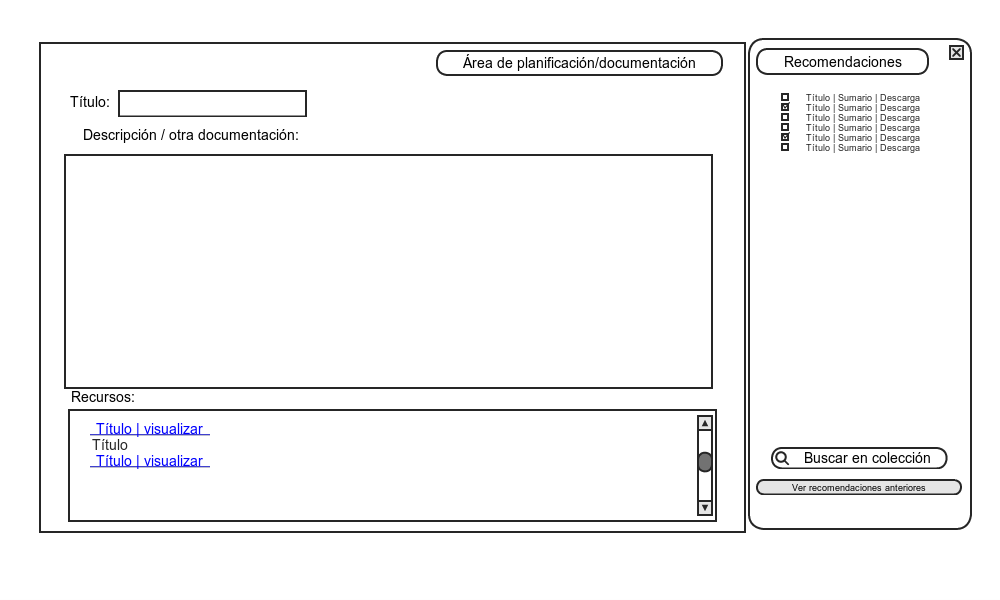 Área de planificación/documentación
Título:
Descripción / otra documentación:
Recursos:
Título | visualizar
Título
Título | visualizar
Recomendaciones
Título | Sumario | Descarga
Título | Sumario | Descarga
Título | Sumario | Descarga
Título | Sumario | Descarga
Título | Sumario | Descarga
Título | Sumario | Descarga
Buscar en colección
Ver recomendaciones anteriores